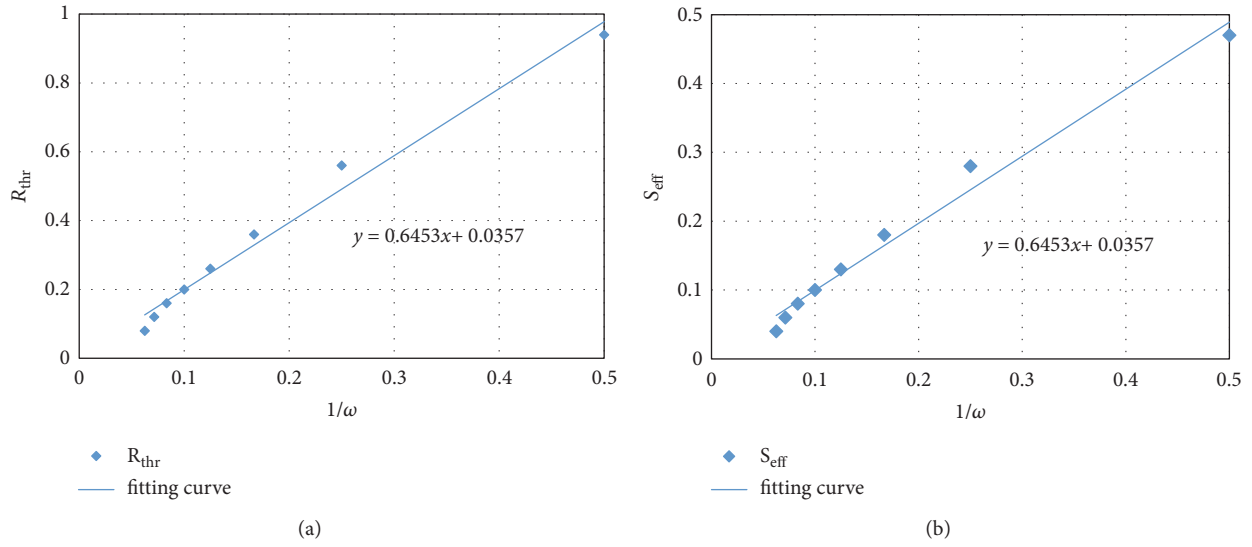 1
0.8
0.6
R_thr
0.4
y = 0.6453x+ 0.0357
0.2
0
0
0.1
0.2
0.3
0.4
0.5
1/ω
R_thr
fitting curve
(a)
0.5
0.4
0.3
S_eff
0.2
y = 0.6453x+ 0.0357
0.1
0
0
0.1
0.2
0.3
0.4
0.5
1/ω
S_eff
fitting curve
(b)